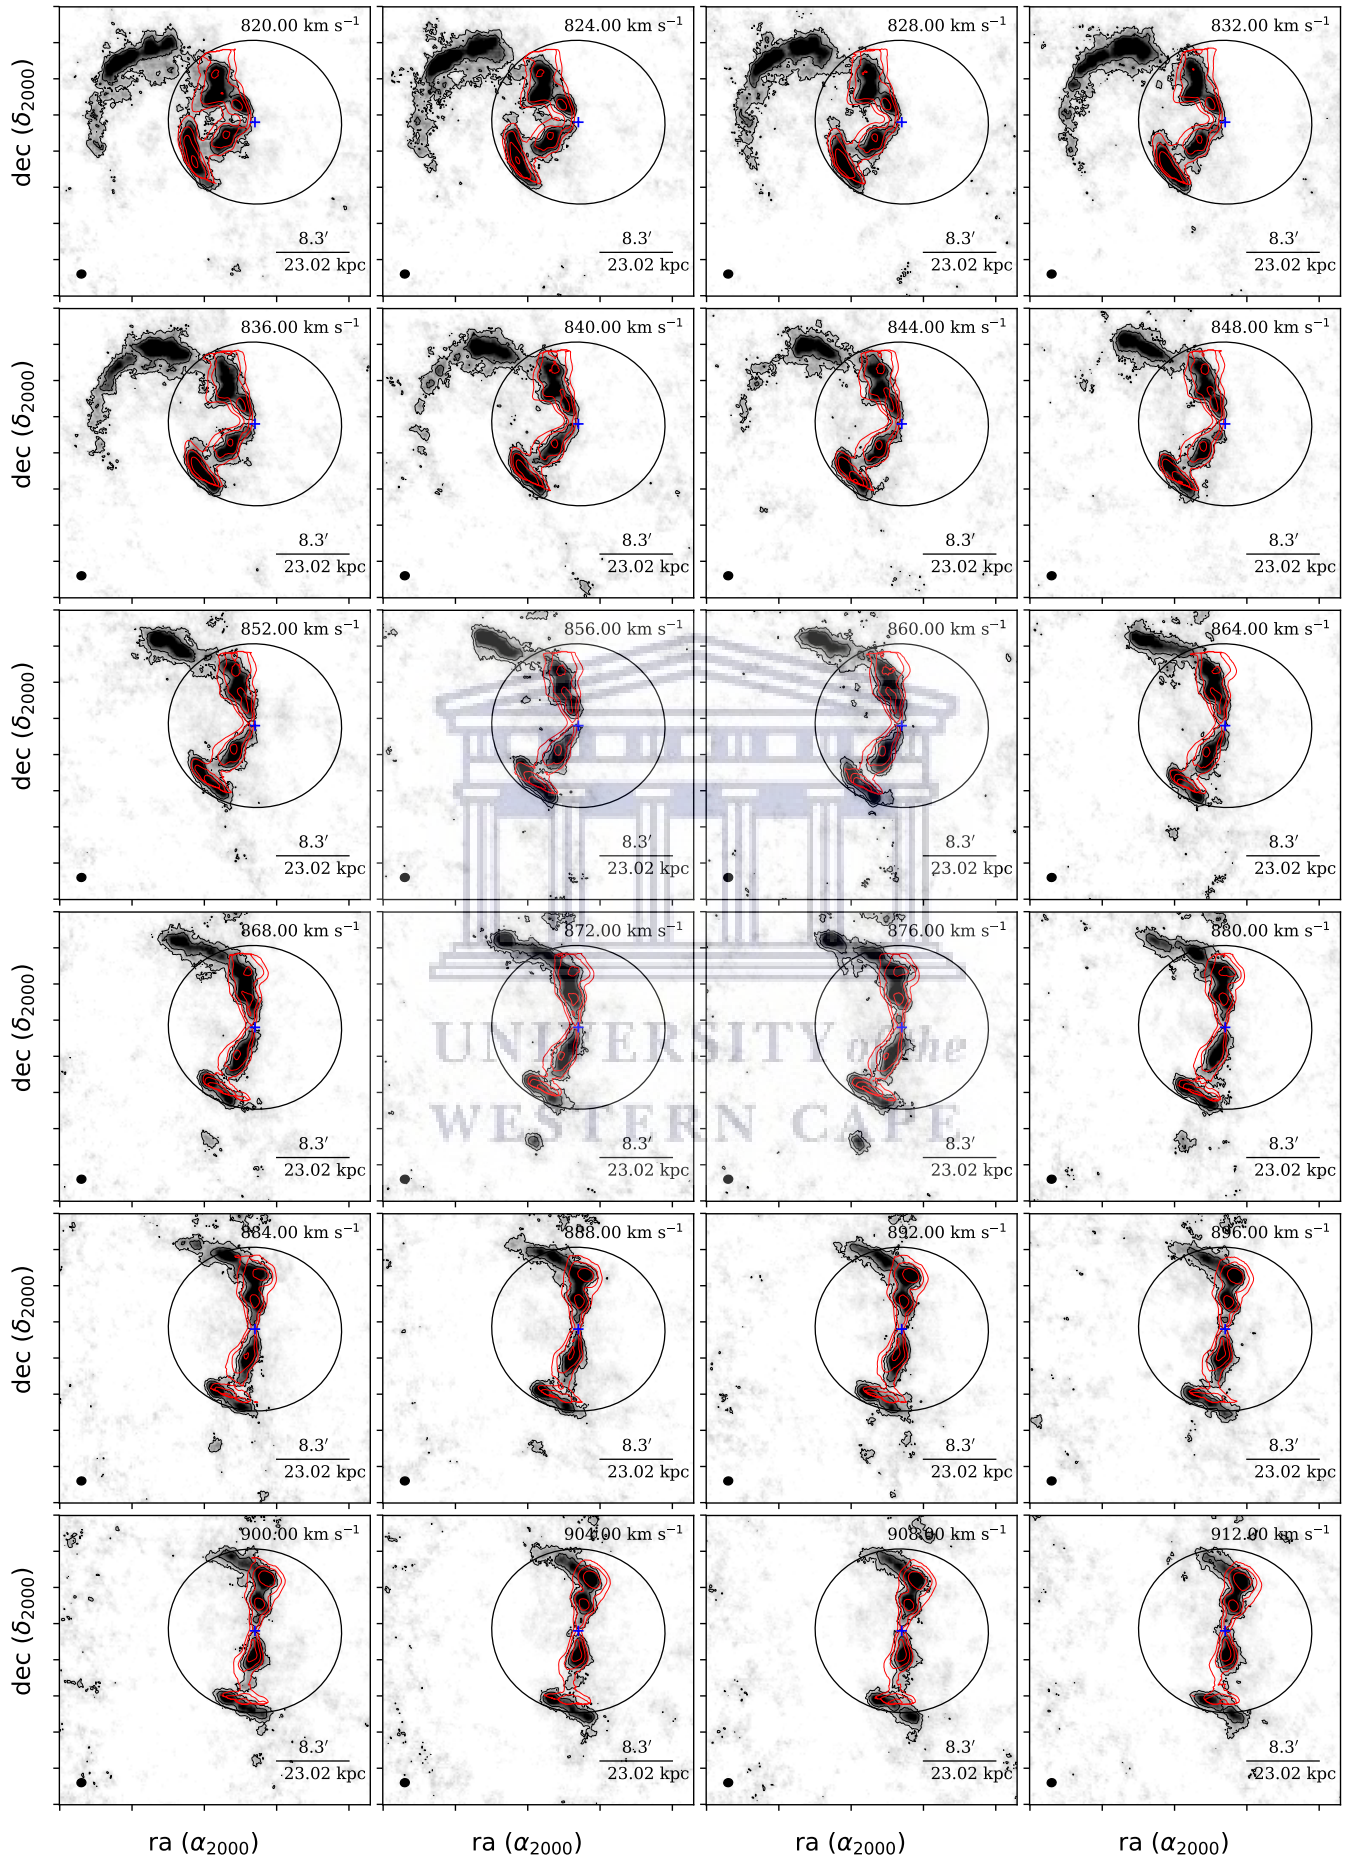 820.00 km s⁻¹ 824.00 km s⁻¹ 828.00 km s⁻¹ 832.00 km s⁻¹
dec (δ₂₀₀₀)
8.3′ 8.3′ 8.3′ 8.3′
23.02 kpc 23.02 kpc 23.02 kpc 23.02 kpc
836.00 km s⁻¹ 840.00 km s⁻¹ 844.00 km s⁻¹ 848.00 km s⁻¹
dec (δ₂₀₀₀)
8.3′ 8.3′ 8.3′ 8.3′
23.02 kpc 23.02 kpc 23.02 kpc 23.02 kpc
852.00 km s⁻¹ 856.00 km s⁻¹ 860.00 km s⁻¹ 864.00 km s⁻¹
dec (δ₂₀₀₀)
8.3′ 8.3′ 8.3′ 8.3′
23.02 kpc 23.02 kpc 23.02 kpc 23.02 kpc
868.00 km s⁻¹ 872.00 km s⁻¹ 876.00 km s⁻¹ 880.00 km s⁻¹
dec (δ₂₀₀₀)
UNIVERSITY of the
WESTERN CAPE
8.3′ 8.3′ 8.3′ 8.3′
23.02 kpc 23.02 kpc 23.02 kpc 23.02 kpc
884.00 km s⁻¹ 888.00 km s⁻¹ 892.00 km s⁻¹ 896.00 km s⁻¹
dec (δ₂₀₀₀)
8.3′ 8.3′ 8.3′ 8.3′
23.02 kpc 23.02 kpc 23.02 kpc 23.02 kpc
900.00 km s⁻¹ 904.00 km s⁻¹ 908.00 km s⁻¹ 912.00 km s⁻¹
dec (δ₂₀₀₀)
8.3′ 8.3′ 8.3′ 8.3′
23.02 kpc 23.02 kpc 23.02 kpc 23.02 kpc
ra (α₂₀₀₀) ra (α₂₀₀₀) ra (α₂₀₀₀) ra (α₂₀₀₀)